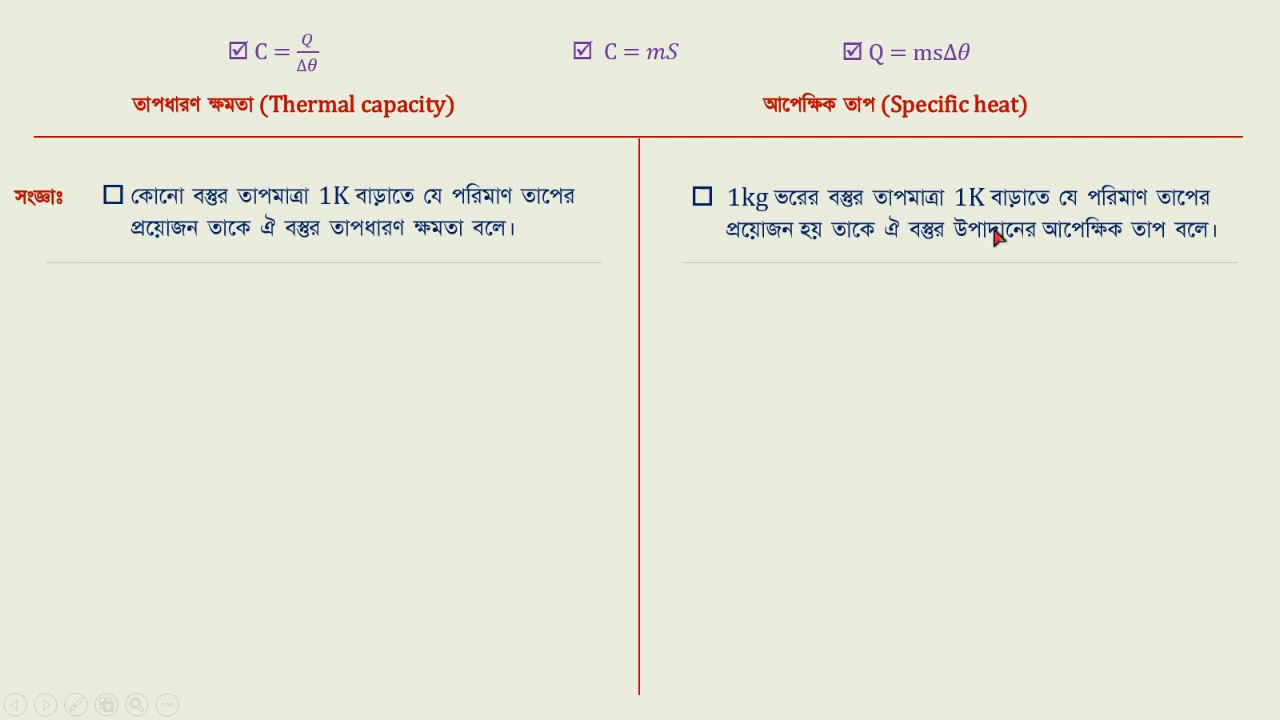 ☑ C = Q/Δθ ☑ C = mS ☑ Q = msΔθ
তাপধারণ ক্ষমতা (Thermal capacity) আপেক্ষিক তাপ (Specific heat)
সংজ্ঞাঃ
কোনো বস্তুর তাপমাত্রা 1K বাড়াতে যে পরিমাণ তাপের
প্রয়োজন তাকে ঐ বস্তুর তাপধারণ ক্ষমতা বলে।
1kg ভরের বস্তুর তাপমাত্রা 1K বাড়াতে যে পরিমাণ তাপের
প্রয়োজন হয় তাকে ঐ বস্তুর উপাদানের আপেক্ষিক তাপ বলে।